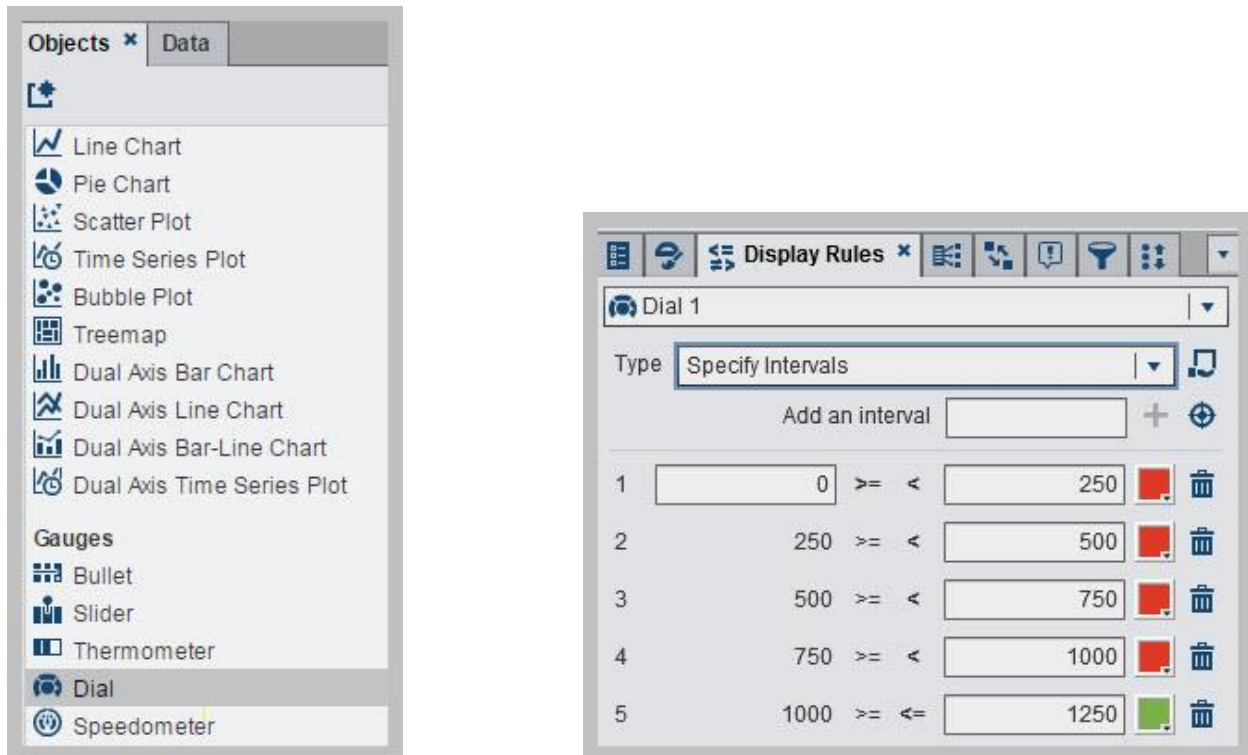 Objects × Data
Line Chart
Pie Chart
Scatter Plot
Time Series Plot
Bubble Plot
Treemap
Dual Axis Bar Chart
Dual Axis Line Chart
Dual Axis Bar-Line Chart
Dual Axis Time Series Plot
Gauges
Bullet
Slider
Thermometer
Dial
Speedometer
Display Rules ×
Dial 1
Type Specify Intervals
Add an interval
1 0 >= < 250
2 250 >= < 500
3 500 >= < 750
4 750 >= < 1000
5 1000 >= <= 1250